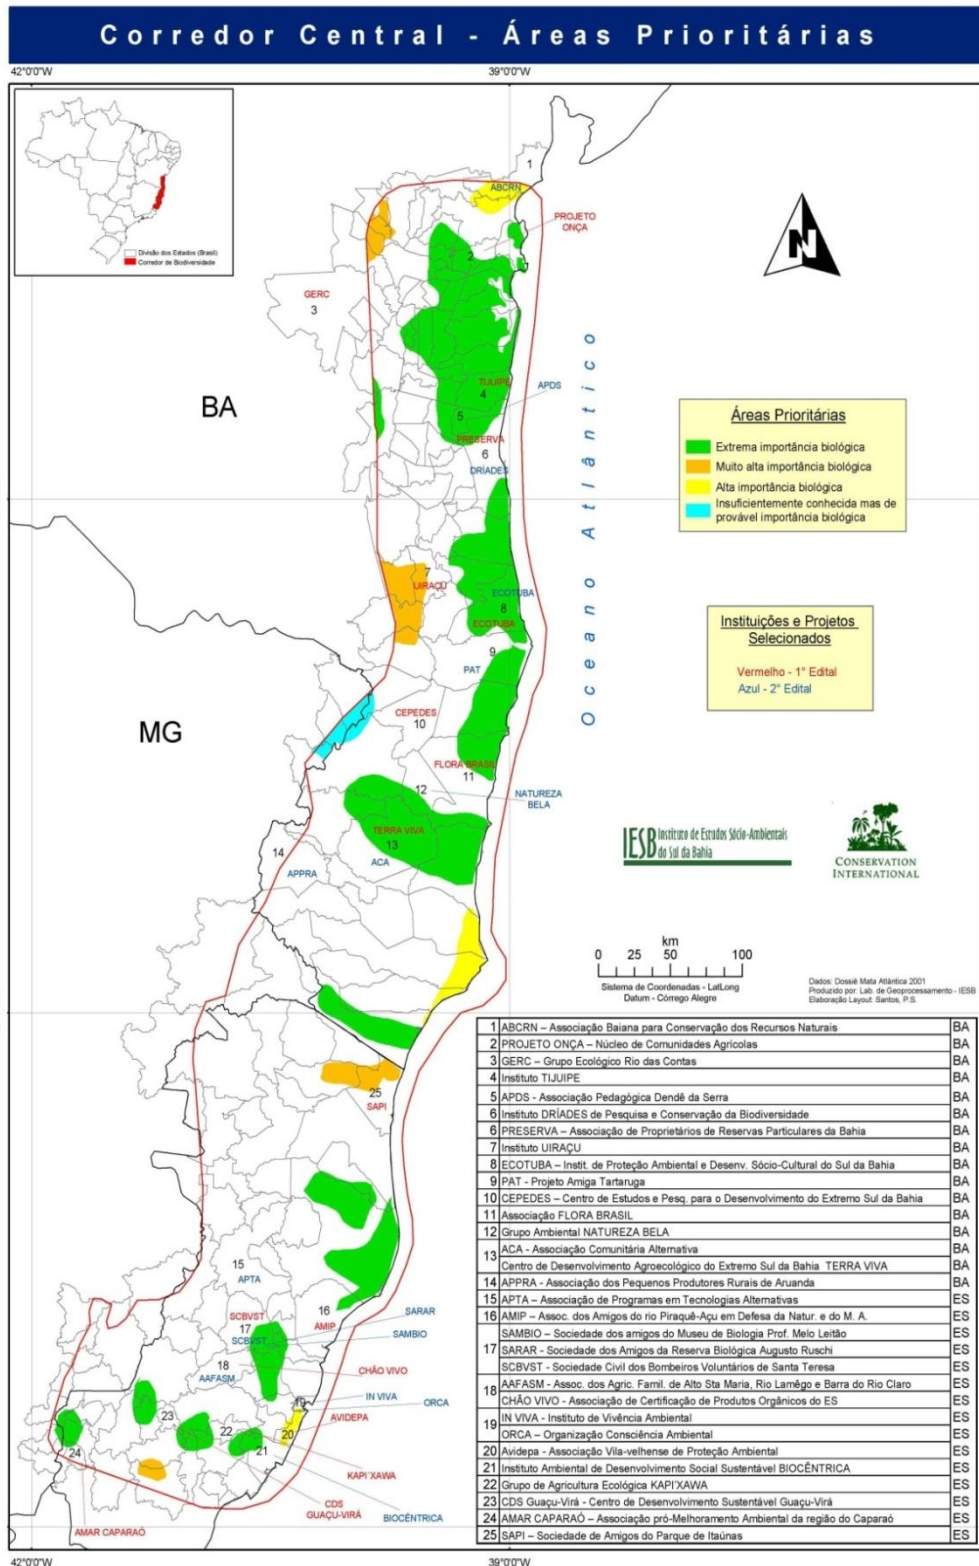 Corredor Central - Áreas Prioritárias
42°0'0"W
39°0'0"W
Divisão dos Estados (Brasil)
Corredor de Biodiversidade
1
ABCRN
PROJETO
ONÇA
2
N
GERC
3
BA
TIJUIPE
4
APDS
5
PRESERVA
6
DRÍADES
Oceano Atlântico
Áreas Prioritárias
Extrema importância biológica
Muito alta importância biológica
Alta importância biológica
Insuficientemente conhecida mas de
provável importância biológica
7
UIRAÇU
ECOTUBA
8
ECOTUBA
Instituções e Projetos
Selecionados
Vermelho - 1° Edital
Azul - 2° Edital
9
PAT
MG
CEPEDES
10
FLORA BRASIL
11
12
NATUREZA
BELA
TERRA VIVA
13
14
ACA
APPRA
IESB Instituto de Estudos Sócio-Ambientais
do Sul da Bahia
CONSERVATION
INTERNATIONAL
km
0 25 50 100
Sistema de Coordenadas - LatLong
Datum - Córrego Alegre
Dados: Dossiê Mata Atlântica 2001
Produzido por: Lab. de Geoprocessamento - IESB
Elaboração Layout: Santos, P.S.
25
SAPI
15
APTA
16
AMIP
SARAR
SCBVST
17
SCBVST
SAMBIO
18
AAFASM
CHÃO VIVO
IN VIVA
ORCA
19
AVIDEPA
20
23
22
21
24
KAPI'XAWA
CDS
GUAÇU-VIRÁ
BIOCÊNTRICA
AMAR CAPARAÓ
1 ABCRN – Associação Baiana para Conservação dos Recursos Naturais BA
2 PROJETO ONÇA – Núcleo de Comunidades Agrícolas BA
3 GERC – Grupo Ecológico Rio das Contas BA
4 Instituto TIJUIPE BA
5 APDS - Associação Pedagógica Dendê da Serra BA
6 Instituto DRÍADES de Pesquisa e Conservação da Biodiversidade BA
6 PRESERVA – Associação de Proprietários de Reservas Particulares da Bahia BA
7 Instituto UIRAÇU BA
8 ECOTUBA – Instit. de Proteção Ambiental e Desenv. Sócio-Cultural do Sul da Bahia BA
9 PAT - Projeto Amiga Tartaruga BA
10 CEPEDES – Centro de Estudos e Pesq. para o Desenvolvimento do Extremo Sul da Bahia BA
11 Associação FLORA BRASIL BA
12 Grupo Ambiental NATUREZA BELA BA
13 ACA - Associação Comunitária Alternativa BA
Centro de Desenvolvimento Agroecológico do Extremo Sul da Bahia TERRA VIVA BA
14 APPRA - Associação dos Pequenos Produtores Rurais de Aruanda BA
15 APTA – Associação de Programas em Tecnologias Alternativas ES
16 AMIP – Assoc. dos Amigos do rio Piraquê-Açu em Defesa da Natur. e do M. A. ES
17 SAMBIO – Sociedade dos amigos do Museu de Biologia Prof. Melo Leitão ES
SARAR - Sociedade dos Amigos da Reserva Biológica Augusto Ruschi ES
SCBVST - Sociedade Civil dos Bombeiros Voluntários de Santa Teresa ES
18 AAFASM – Assoc. dos Agric. Famil. de Alto Sta Maria, Rio Lamêgo e Barra do Rio Claro ES
CHÃO VIVO – Associação de Certificação de Produtos Orgânicos do ES ES
19 IN VIVA - Instituto de Vivência Ambiental ES
ORCA – Organização Consciência Ambiental ES
20 Avidepa - Associação Vila-velhense de Proteção Ambiental ES
21 Instituto Ambiental de Desenvolvimento Social Sustentável BIOCÊNTRICA ES
22 Grupo de Agricultura Ecológica KAPI'XAWA ES
23 CDS Guaçu-Virá - Centro de Desenvolvimento Sustentável Guaçu-Virá ES
24 AMAR CAPARAÓ – Associação pró-Melhoramento Ambiental da região do Caparaó ES
25 SAPI – Sociedade de Amigos do Parque de Itaúnas ES
42°0'0"W
39°0'0"W